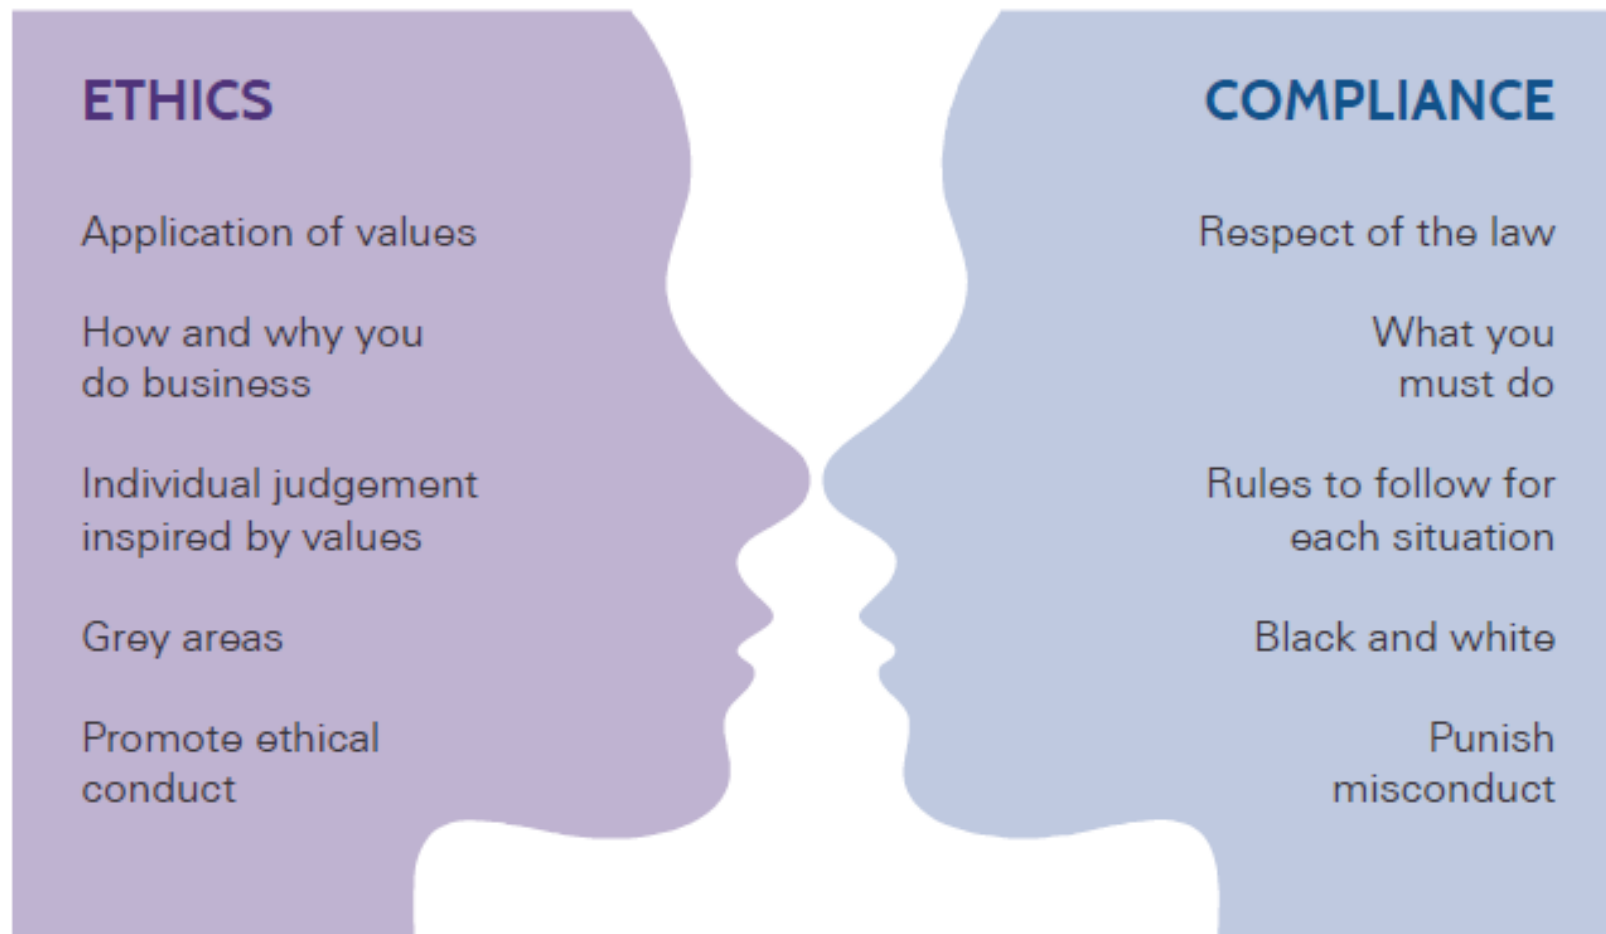 ETHICS
Application of values
How and why you
do business
Individual judgement
inspired by values
Grey areas
Promote ethical
conduct
COMPLIANCE
Respect of the law
What you
must do
Rules to follow for
each situation
Black and white
Punish
misconduct